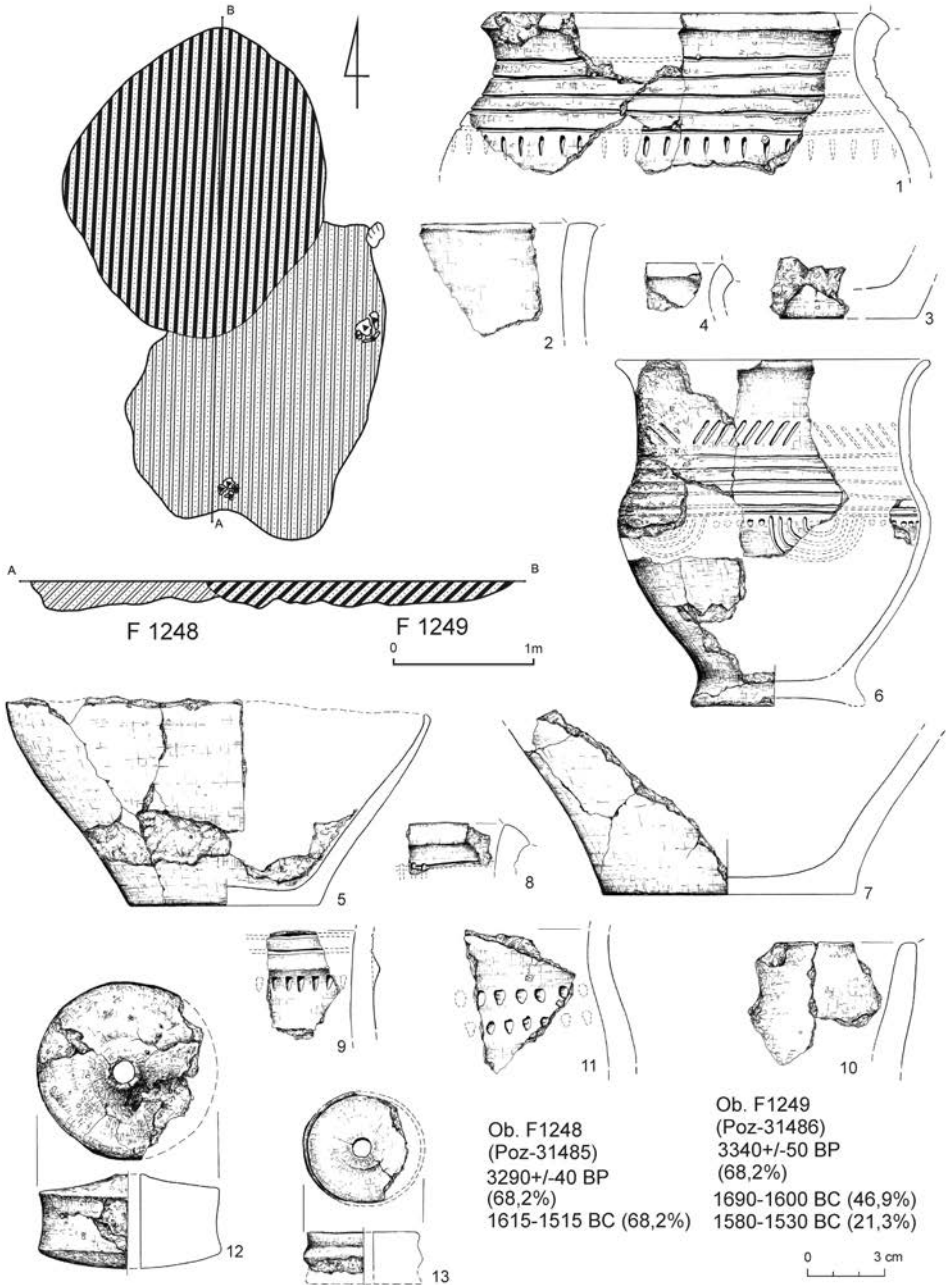 B
A
1
2
4
3
A
B
F 1248
F 1249
0
1m
6
5
8
7
9
11
10
12
13
Ob. F1248
(Poz-31485)
3290+/-40 BP
(68,2%)
1615-1515 BC (68,2%)
Ob. F1249
(Poz-31486)
3340+/-50 BP
(68,2%)
1690-1600 BC (46,9%)
1580-1530 BC (21,3%)
0
3 cm